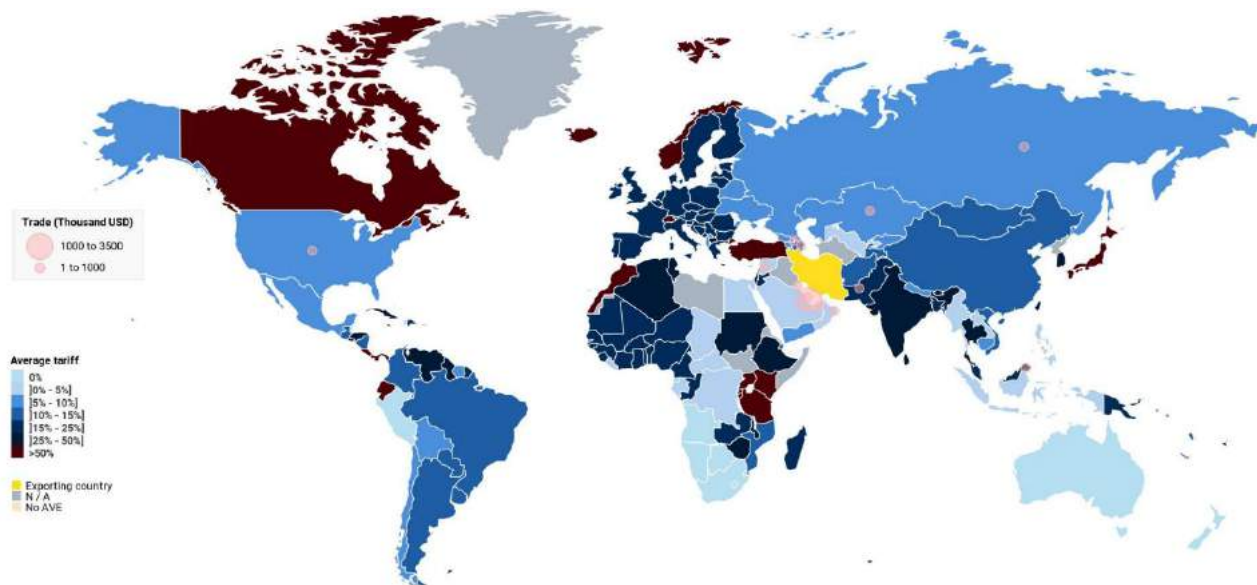 Trade (Thousand USD)
1000 to 3500
1 to 1000
Average tariff
0%
]0% - 5%]
]5% - 10%]
]10% - 15%]
]15% - 25%]
]25% - 50%]
>50%
Exporting country
N / A
No AVE